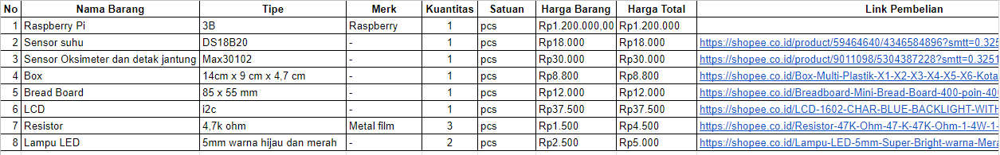 No Nama Barang Tipe Merk Kuantitas Satuan Harga Barang Harga Total Link Pembelian
1 Raspberry Pi 3B Raspberry 1 pcs Rp1.200.000,00 Rp1.200.000
2 Sensor suhu DS18B20 - 1 pcs Rp18.000 Rp18.000 https://shopee.co.id/product/59464640/4346584896?smtt=0.325
3 Sensor Oksimeter dan detak jantung Max30102 - 1 pcs Rp30.000 Rp30.000 https://shopee.co.id/product/9011098/5304387228?smtt=0.3251
4 Box 14cm x 9 cm x 4,7 cm - 1 pcs Rp8.800 Rp8.800 https://shopee.co.id/Box-Multi-Plastik-X1-X2-X3-X4-X5-X6-Kota
5 Bread Board 85 x 55 mm - 1 pcs Rp12.000 Rp12.000 https://shopee.co.id/Breadboard-Mini-Bread-Board-400-poin-400
6 LCD i2c - 1 pcs Rp37.500 Rp37.500 https://shopee.co.id/LCD-1602-CHAR-BLUE-BACKLIGHT-WITH
7 Resistor 4,7k ohm Metal film 3 pcs Rp1.500 Rp4.500 https://shopee.co.id/Resistor-47K-Ohm-47-K-47K-Ohm-1-4W-1-
8 Lampu LED 5mm warna hijau dan merah - 2 pcs Rp2.500 Rp5.000 https://shopee.co.id/Lampu-LED-5mm-Super-Bright-warna-Mera